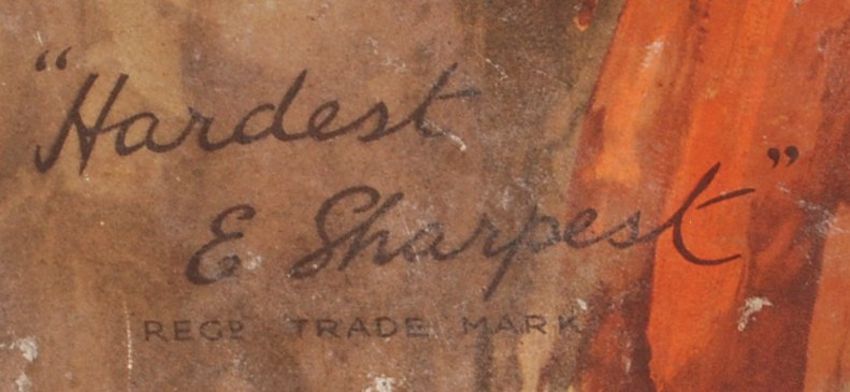 "Hardest
& Sharpest"
REGD TRADE MARK